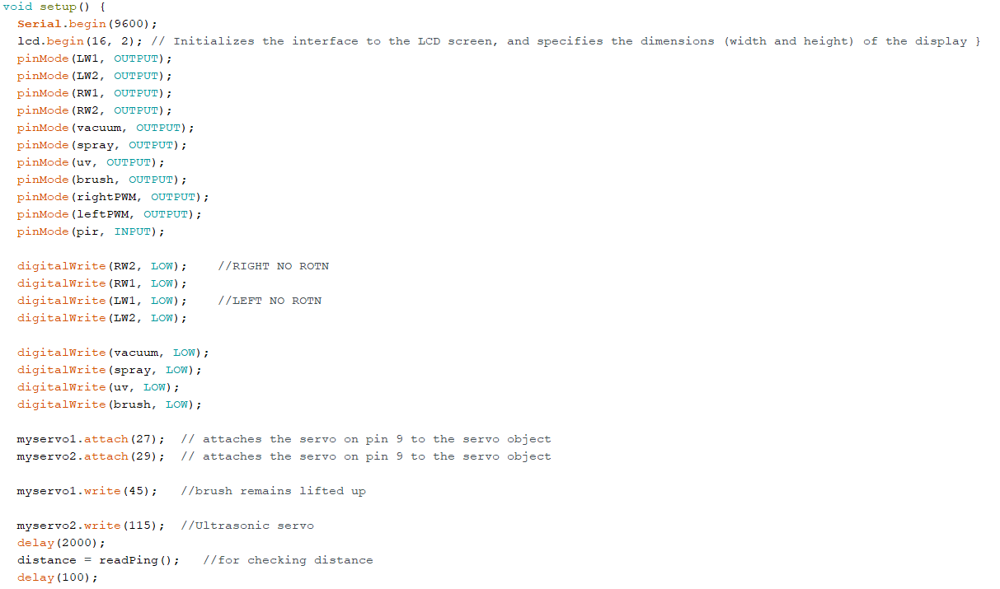 void setup() {
  Serial.begin(9600);
  lcd.begin(16, 2); // Initializes the interface to the LCD screen, and specifies the dimensions (width and height) of the display }
  pinMode(LW1, OUTPUT);
  pinMode(LW2, OUTPUT);
  pinMode(RW1, OUTPUT);
  pinMode(RW2, OUTPUT);
  pinMode(vacuum, OUTPUT);
  pinMode(spray, OUTPUT);
  pinMode(uv, OUTPUT);
  pinMode(brush, OUTPUT);
  pinMode(rightPWM, OUTPUT);
  pinMode(leftPWM, OUTPUT);
  pinMode(pir, INPUT);

  digitalWrite(RW2, LOW);    //RIGHT NO ROTN
  digitalWrite(RW1, LOW);
  digitalWrite(LW1, LOW);    //LEFT NO ROTN
  digitalWrite(LW2, LOW);

  digitalWrite(vacuum, LOW);
  digitalWrite(spray, LOW);
  digitalWrite(uv, LOW);
  digitalWrite(brush, LOW);

  myservo1.attach(27);  // attaches the servo on pin 9 to the servo object
  myservo2.attach(29);  // attaches the servo on pin 9 to the servo object

  myservo1.write(45);   //brush remains lifted up

  myservo2.write(115);  //Ultrasonic servo
  delay(2000);
  distance = readPing();   //for checking distance
  delay(100);